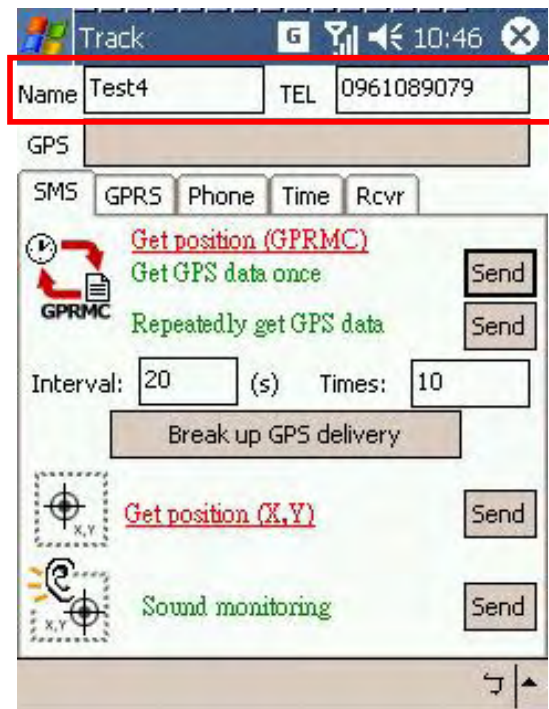 Track G 10:46
Name Test4 TEL 0961089079
GPS
SMS GPRS Phone Time Rcvr
Get position (GPRMC)
Get GPS data once Send
GPRMC
Repeatedly get GPS data Send
Interval: 20 (s) Times: 10
Break up GPS delivery
X,Y Get position (X,Y) Send
X,Y Sound monitoring Send
ㄅ